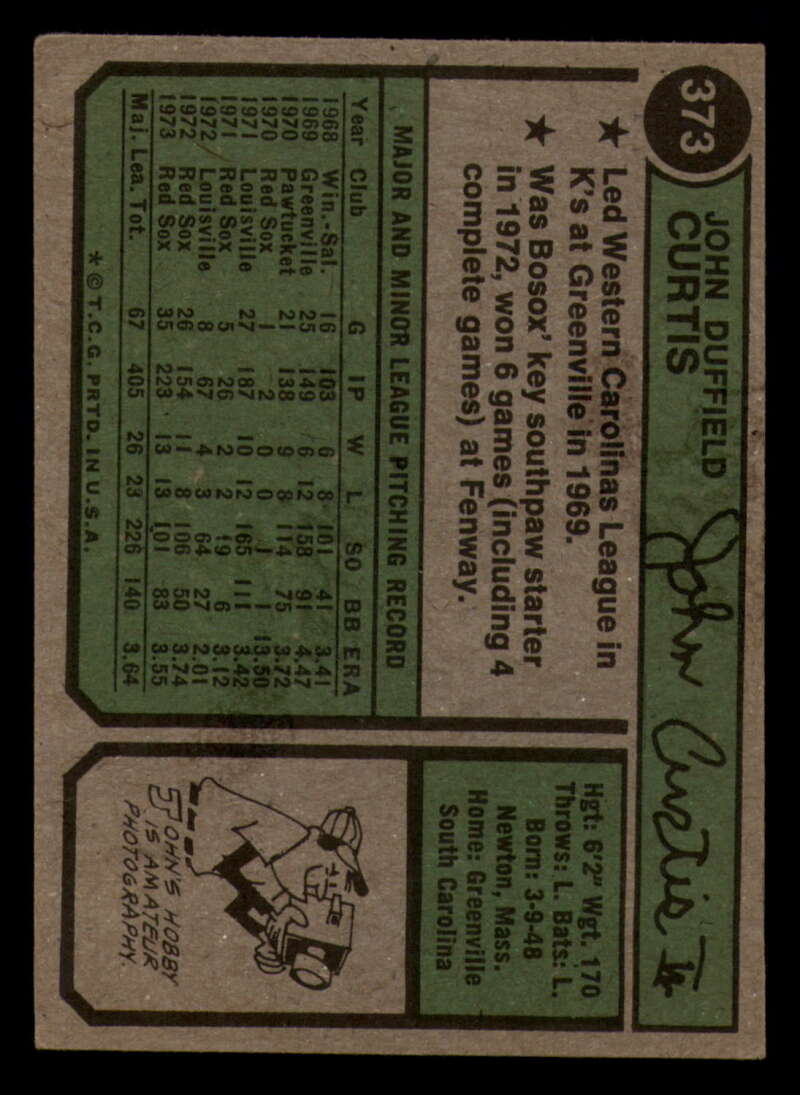 373
JOHN DUFFIELD
CURTIS
John Curtis
★ Led Western Carolinas League in
K's at Greenville in 1969.
★ Was Bosox' key southpaw starter
in 1972, won 6 games (including 4
complete games) at Fenway.
MAJOR AND MINOR LEAGUE PITCHING RECORD
Year Club G IP W L SO BB ERA
1968 Win.-Sal. 16 103 6 8 101 41 3.41
1969 Greenville 25 149 6 12 158 91 4.47
1970 Pawtucket 21 138 9 8 114 75 3.72
1970 Red Sox 1 2 0 0 1 1 13.50
1971 Louisville 27 187 10 12 165 111 3.42
1971 Red Sox 5 26 2 2 19 6 3.12
1972 Louisville 8 67 4 3 64 27 2.01
1972 Red Sox 26 154 11 8 106 50 3.74
1973 Red Sox 35 223 13 13 101 83 3.55
Maj. Lea. Tot. 67 405 26 23 226 140 3.64
* © T.C.G. PRTD. IN U.S.A.
Hgt: 6'2" Wgt. 170
Throws: L. Bats: L.
Born: 3-9-48
Newton, Mass.
Home: Greenville
South Carolina
JOHN'S HOBBY
IS AMATEUR
PHOTOGRAPHY.